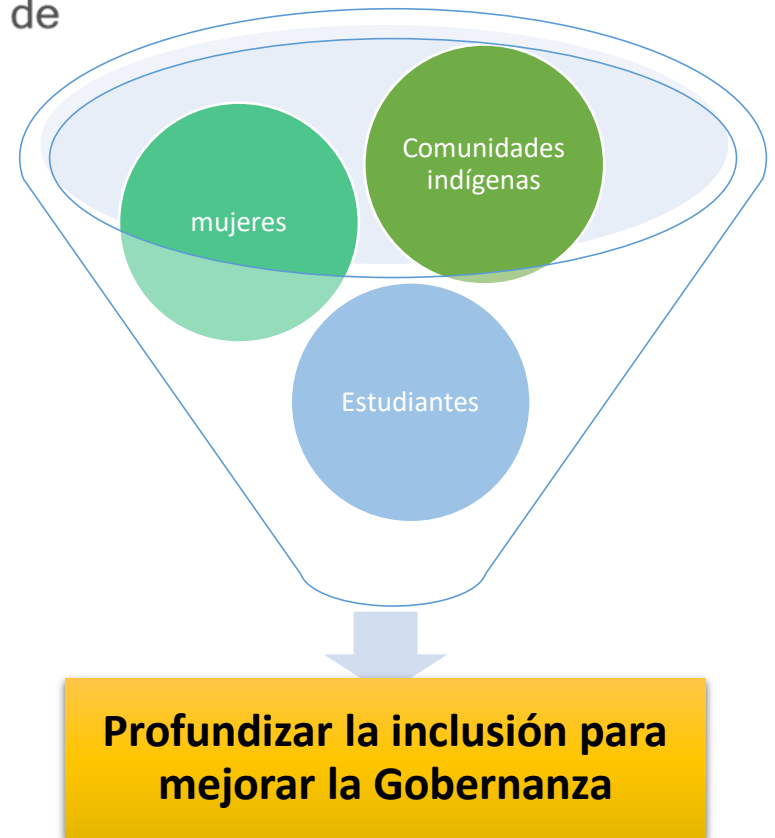 de
Comunidades
indígenas
mujeres
Estudiantes
Profundizar la inclusión para
mejorar la Gobernanza